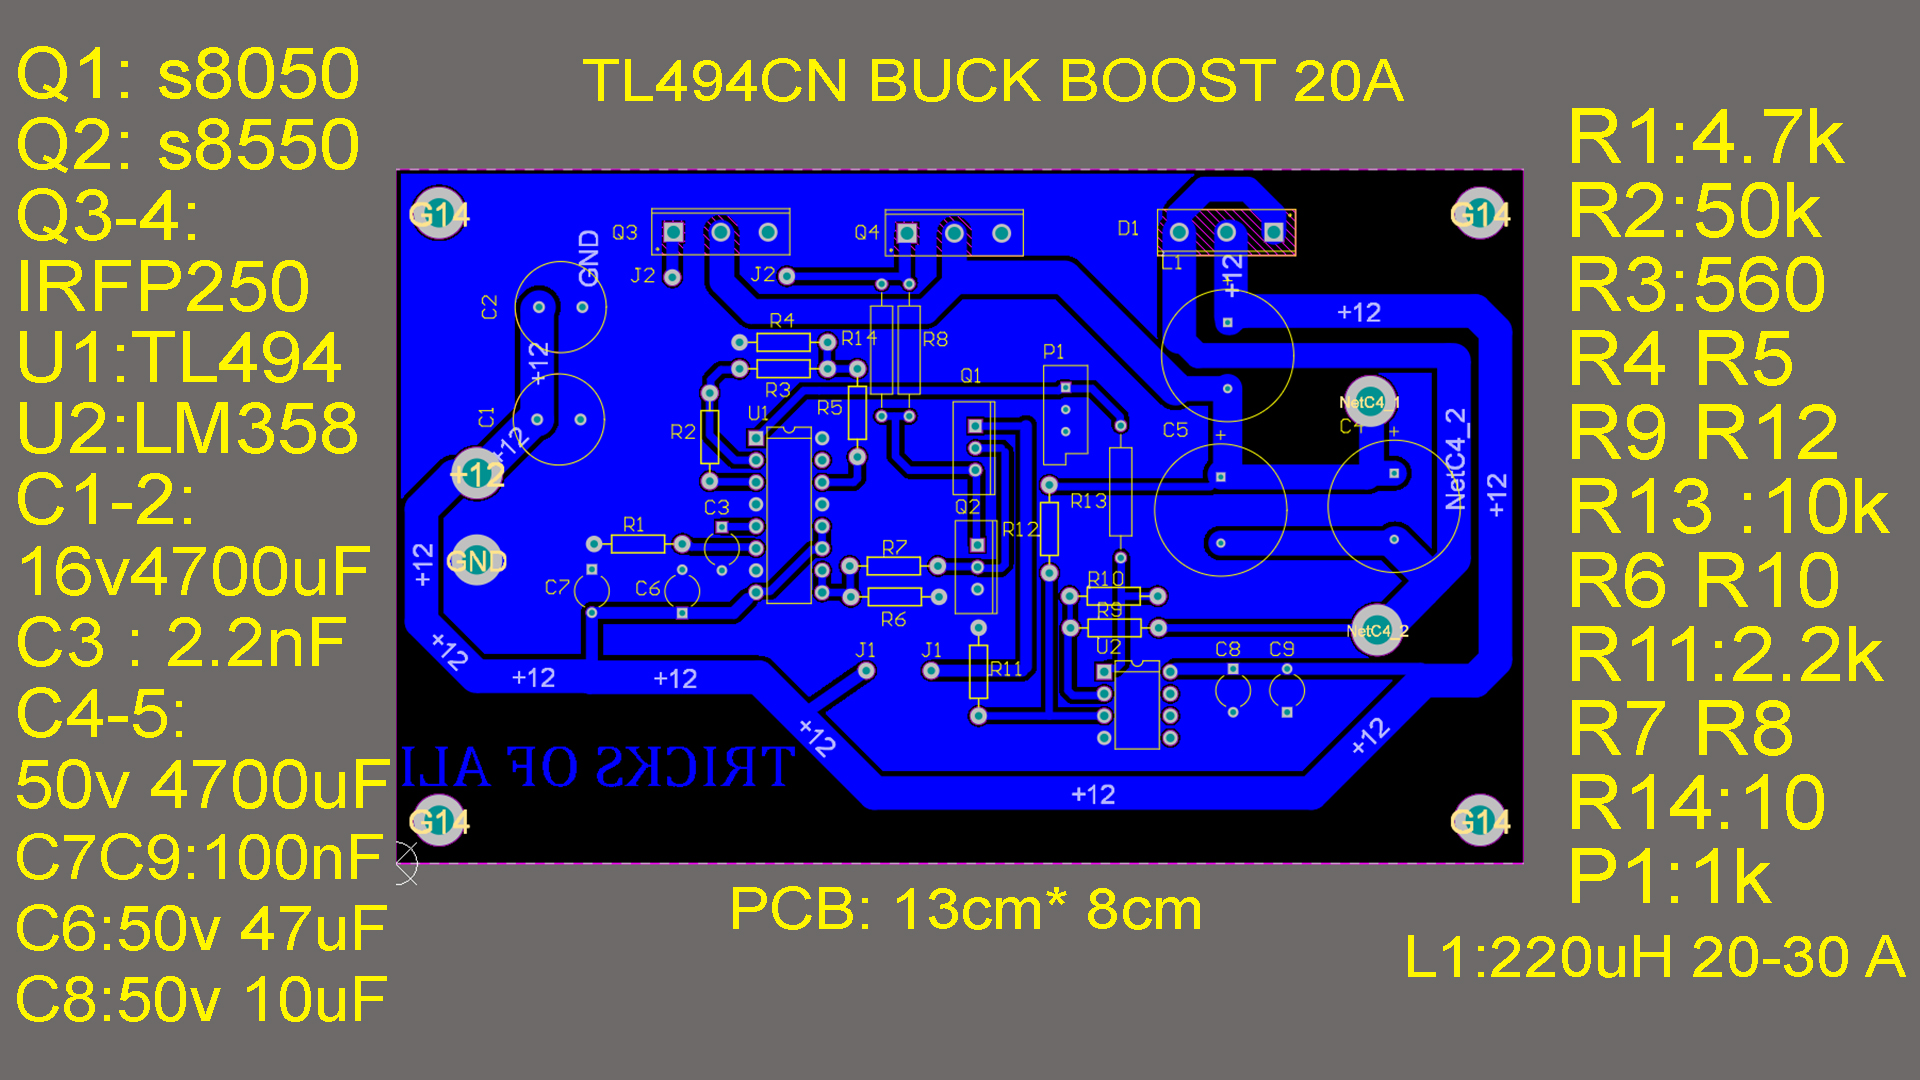 TL494CN BUCK BOOST 20A
Q1: s8050
Q2: s8550
Q3-4:
IRFP250
U1:TL494
U2:LM358
C1-2:
16v4700uF
C3 : 2.2nF
C4-5:
50v 4700uF
C7C9:100nF
C6:50v 47uF
C8:50v 10uF
R1:4.7k
R2:50k
R3:560
R4 R5
R9 R12
R13 :10k
R6 R10
R11:2.2k
R7 R8
R14:10
P1:1k
L1:220uH 20-30 A
PCB: 13cm* 8cm
G14
G14
Q3
Q4
D1
GND
J2
J2
L1
+12
C2
+12
R4
R14
R8
+12
P1
R3
Q1
NetC4_1
C1
U1
R5
R2
C5
+
C4
+
NetC4_2
+12
+12
C3
Q2
R13
+12
R1
R12
GND
R7
+12
C7
C6
R10
R9
R6
NetC4_2
+12
J1
J1
R11
U2
C8
C9
+12
+12
+12
+12
TRICKS OF ALI
+12
G14
G14